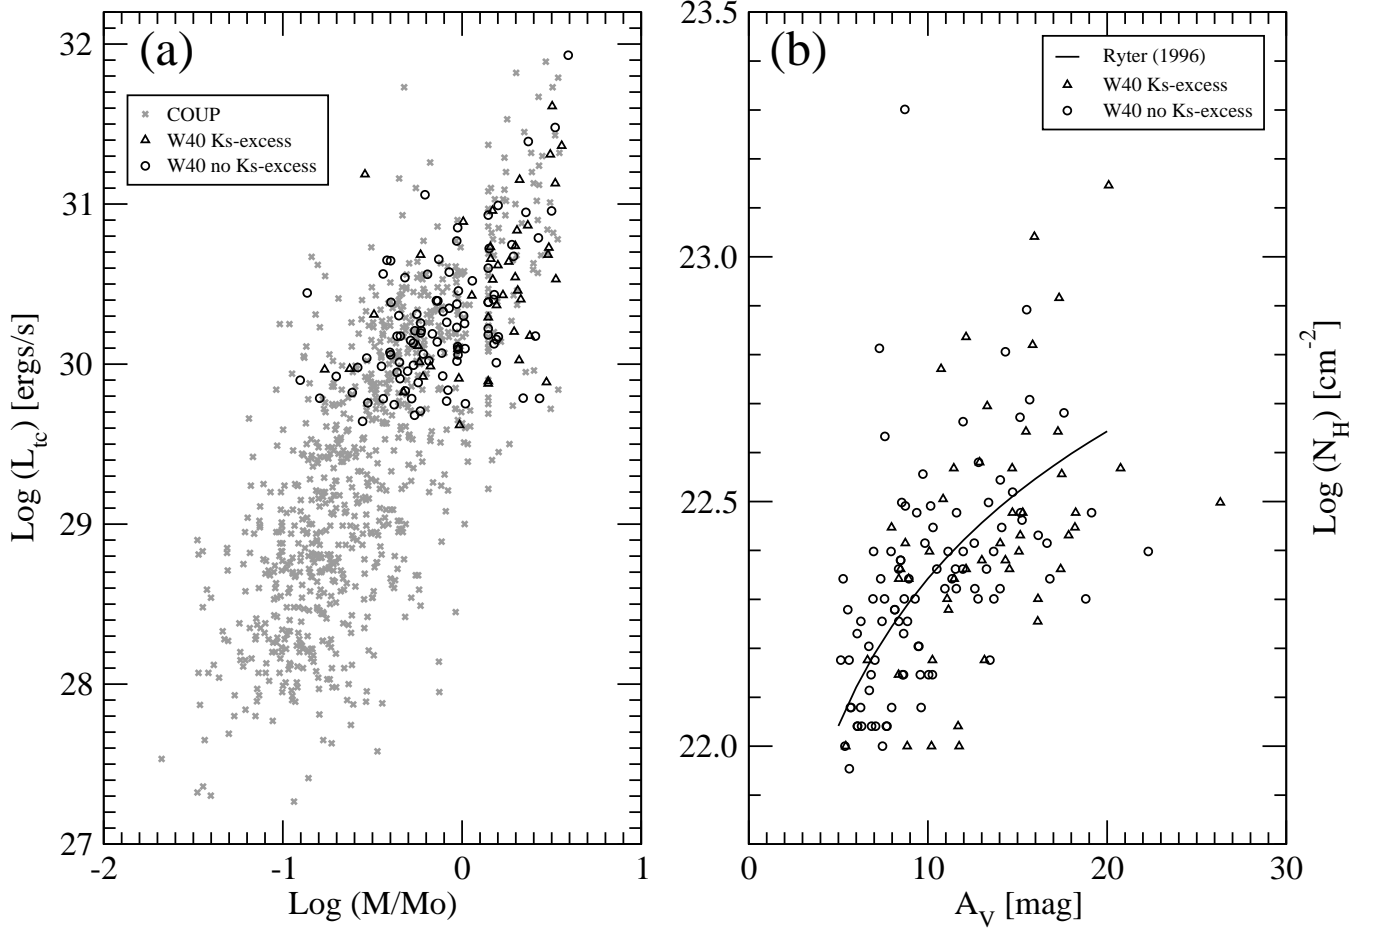 (a)
COUP
W40 Ks-excess
W40 no Ks-excess
32
31
30
29
28
27
-2
-1
0
1
Log (L_tc) [ergs/s]
Log (M/Mo)
(b)
Ryter (1996)
W40 Ks-excess
W40 no Ks-excess
23.5
23.0
22.5
22.0
0
10
20
30
A_V [mag]
Log (N_H) [cm^-2]